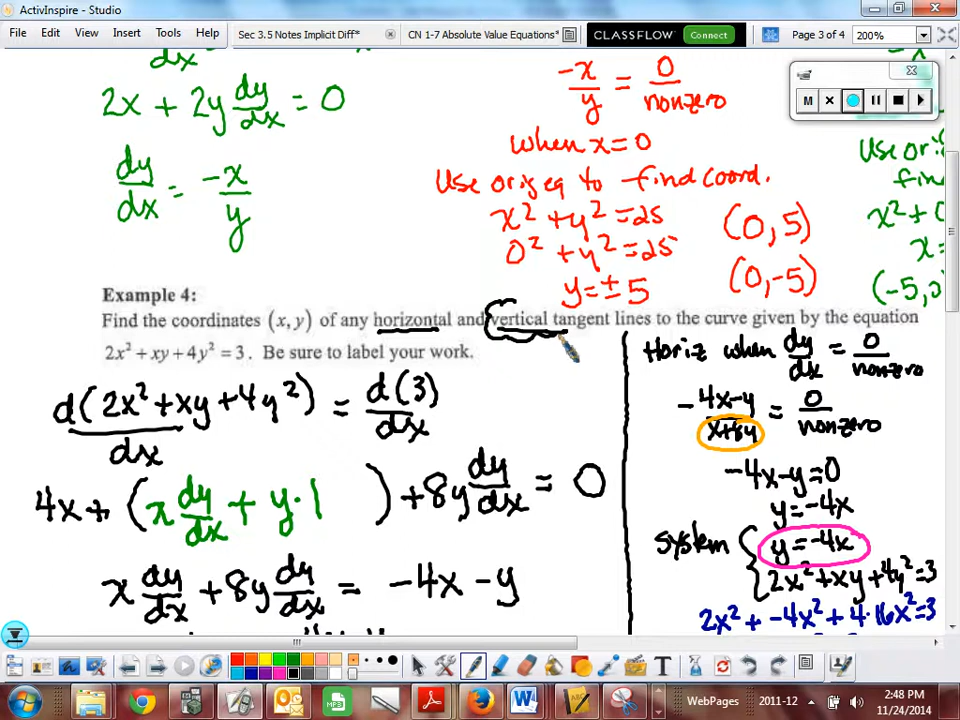 ActivInspire - Studio
File Edit View Insert Tools Help
Sec 3.5 Notes Implicit Diff*
CN 1-7 Absolute Value Equations*
CLASSFLOW Connect
Page 3 of 4
200%
M
dx
2x + 2y dy/dx = 0
dy/dx = -x/y
-x/y = 0/nonzero
when x = 0
Use orig eq to find coord.
x² + y² = 25
0² + y² = 25
y = ± 5
(0, 5)
(0, -5)
-x
Use ori
fin
x² +
x =
(-5,
Example 4:
Find the coordinates (x, y) of any horizontal and vertical tangent lines to the curve given by the equation
2x² + xy + 4y² = 3. Be sure to label your work.
d(2x² + xy + 4y²)/dx = d(3)/dx
4x + (x dy/dx + y·1 ) + 8y dy/dx = 0
x dy/dx + 8y dy/dx = -4x - y
Horiz when dy/dx = 0/nonzero
-4x-y/x+8y = 0/nonzero
-4x-y = 0
y = -4x
system { y = -4x
2x² + xy + 4y² = 3
2x² + -4x² + 4·16x² = 3
WebPages
2011-12
2:48 PM
11/24/2014